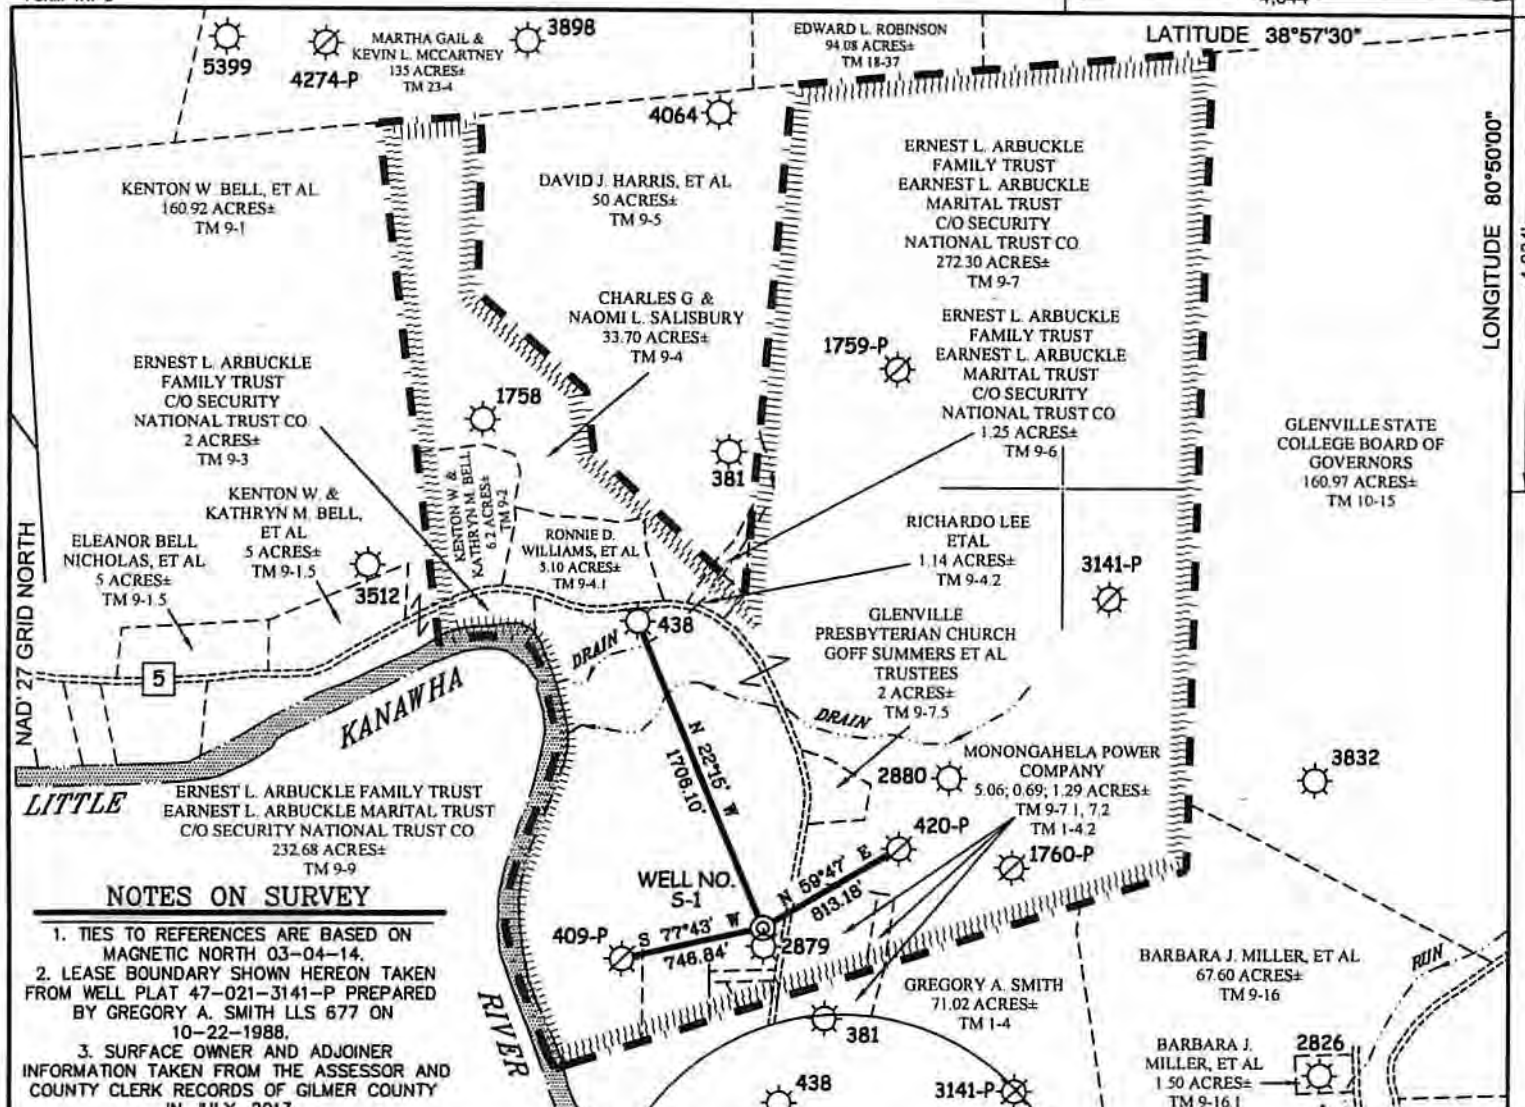 LATITUDE 38°57'30"
LONGITUDE 80°50'00"
5399
4274-P
MARTHA GAIL &
KEVIN L. MCCARTNEY
135 ACRES±
TM 23-4
3898
EDWARD L. ROBINSON
94.08 ACRES±
TM 18-37
4064
KENTON W. BELL, ET AL
160.92 ACRES±
TM 9-1
DAVID J. HARRIS, ET AL
50 ACRES±
TM 9-5
ERNEST L. ARBUCKLE
FAMILY TRUST
EARNEST L. ARBUCKLE
MARITAL TRUST
C/O SECURITY
NATIONAL TRUST CO
272.30 ACRES±
TM 9-7
CHARLES G &
NAOMI L. SALISBURY
33.70 ACRES±
TM 9-4
ERNEST L. ARBUCKLE
FAMILY TRUST
EARNEST L. ARBUCKLE
MARITAL TRUST
C/O SECURITY
NATIONAL TRUST CO
1.25 ACRES±
TM 9-6
1759-P
ERNEST L. ARBUCKLE
FAMILY TRUST
C/O SECURITY
NATIONAL TRUST CO
2 ACRES±
TM 9-3
1758
381
GLENVILLE STATE
COLLEGE BOARD OF
GOVERNORS
160.97 ACRES±
TM 10-15
KENTON W. &
KATHRYN M. BELL,
ET AL
5 ACRES±
TM 9-1.5
KENTON W. &
KATHRYN M. BELL
6.2 ACRES±
TM 9-2
RONNIE D.
WILLIAMS, ET AL
5.10 ACRES±
TM 9-4.1
RICHARDO LEE
ETAL
1.14 ACRES±
TM 9-4.2
3141-P
ELEANOR BELL
NICHOLAS, ET AL
5 ACRES±
TM 9-1.5
3512
438
GLENVILLE
PRESBYTERIAN CHURCH
GOFF SUMMERS ET AL
TRUSTEES
2 ACRES±
TM 9-7.5
NAD'27 GRID NORTH
5
DRAIN
DRAIN
LITTLE
KANAWHA
RIVER
N 22°15' W
1706.10'
2880
MONONGAHELA POWER
COMPANY
5.06; 0.69; 1.29 ACRES±
TM 9-7.1, 7.2
TM 1-4.2
3832
ERNEST L. ARBUCKLE FAMILY TRUST
EARNEST L. ARBUCKLE MARITAL TRUST
C/O SECURITY NATIONAL TRUST CO
232.68 ACRES±
TM 9-9
420-P
1760-P
WELL NO.
S-1
N 59°47' E
813.18'
409-P
S 77°43' W
746.84'
2879
NOTES ON SURVEY
1. TIES TO REFERENCES ARE BASED ON
MAGNETIC NORTH 03-04-14.
2. LEASE BOUNDARY SHOWN HEREON TAKEN
FROM WELL PLAT 47-021-3141-P PREPARED
BY GREGORY A. SMITH LLS 677 ON
10-22-1988.
3. SURFACE OWNER AND ADJOINER
INFORMATION TAKEN FROM THE ASSESSOR AND
COUNTY CLERK RECORDS OF GILMER COUNTY
GREGORY A. SMITH
71.02 ACRES±
TM 1-4
BARBARA J. MILLER, ET AL
67.60 ACRES±
TM 9-16
RUN
381
438
3141-P
BARBARA J.
MILLER, ET AL
1.50 ACRES±
TM 9-16.1
2826